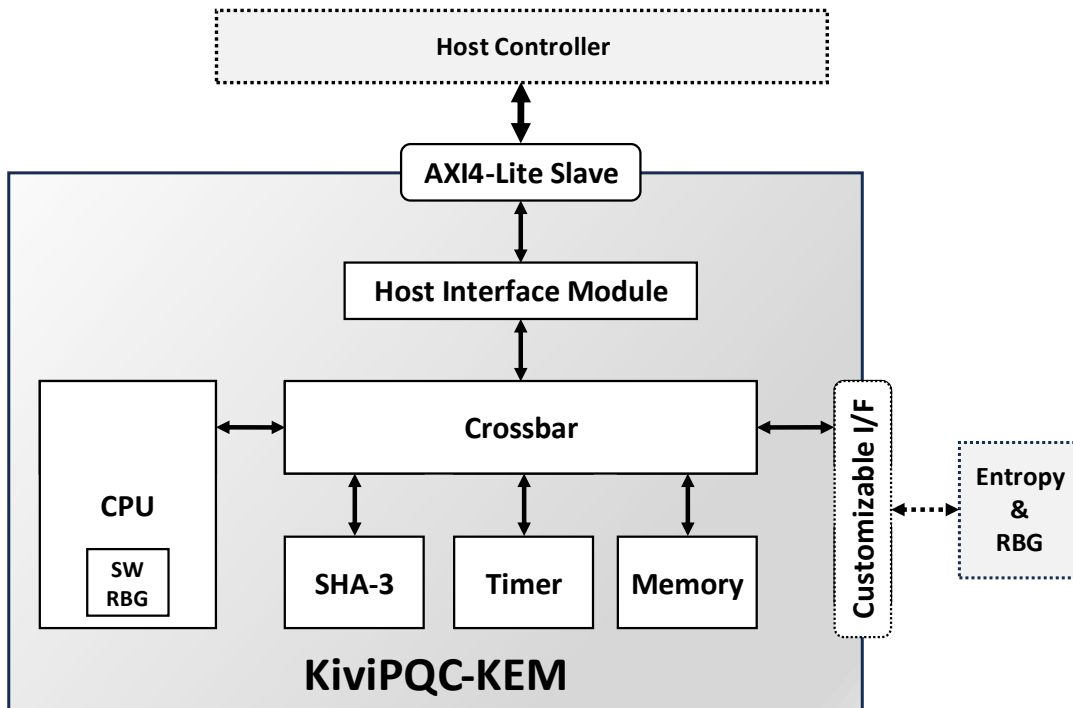 Host Controller
AXI4-Lite Slave
Host Interface Module
Crossbar
CPU
SW
RBG
SHA-3
Timer
Memory
Customizable I/F
Entropy
&
RBG
KiviPQC-KEM